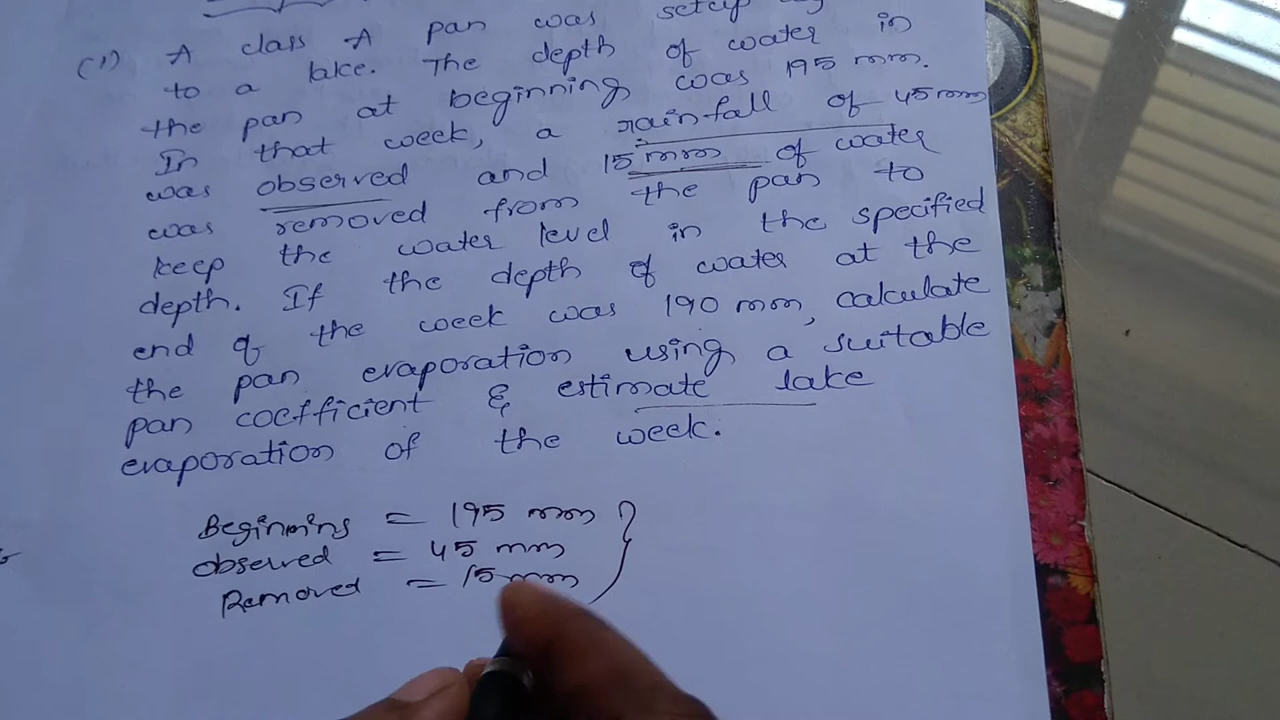 (1) A class A pan was setup
to a lake. The depth of water in
the pan at beginning was 195 mm.
In that week, a rainfall of 45mm
was observed and 15 mm of water
was removed from the pan to
keep the water level in the specified
depth. If the depth of water at the
end of the week was 190 mm, calculate
the pan evaporation using a suitable
pan coefficient & estimate lake
evaporation of the week.
Beginning = 195 mm
observed = 45 mm
Removed = 15mm